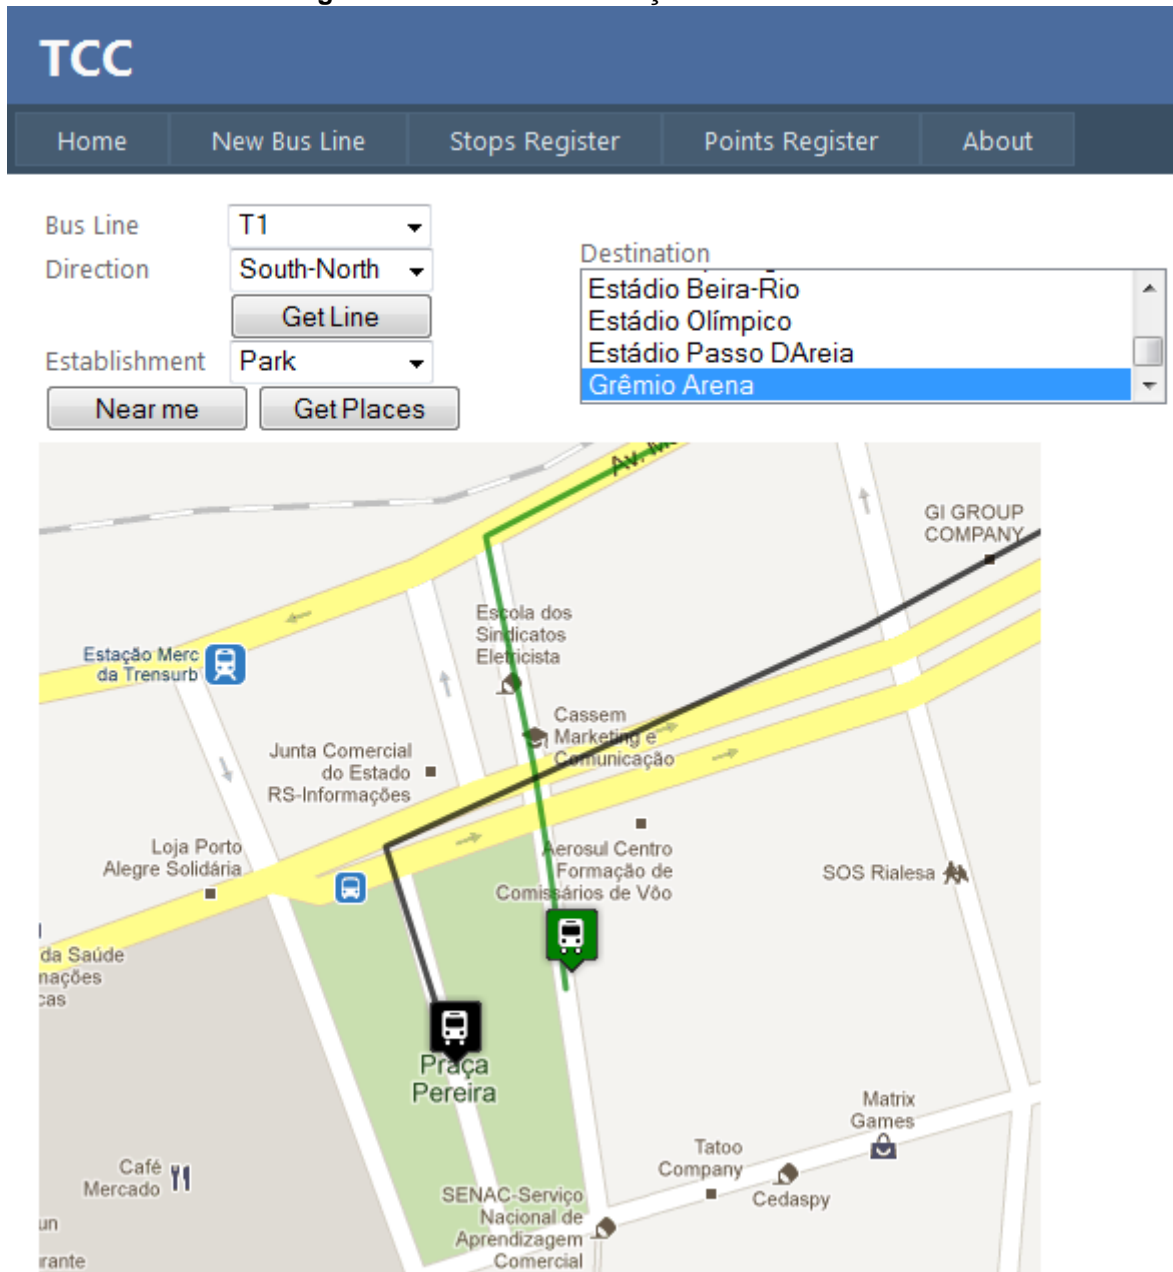 TCC
Home New Bus Line Stops Register Points Register About
Bus Line T1
Direction South-North
Get Line
Establishment Park
Near me Get Places
Destination
Estádio Beira-Rio
Estádio Olímpico
Estádio Passo DAreia
Grêmio Arena
Av.
GI GROUP
COMPANY
Escola dos
Sindicatos
Eletricista
Estação Merc
da Trensurb
Cassem
Marketing e
Comunicação
Junta Comercial
do Estado
RS-Informações
Loja Porto
Alegre Solidária
Aerosul Centro
Formação de
Comissários de Vôo
SOS Rialesa
da Saúde
Praça
Pereira
Matrix
Games
Tatoo
Company
Cedaspy
Café
Mercado
SENAC-Serviço
Nacional de
Aprendizagem
Comercial